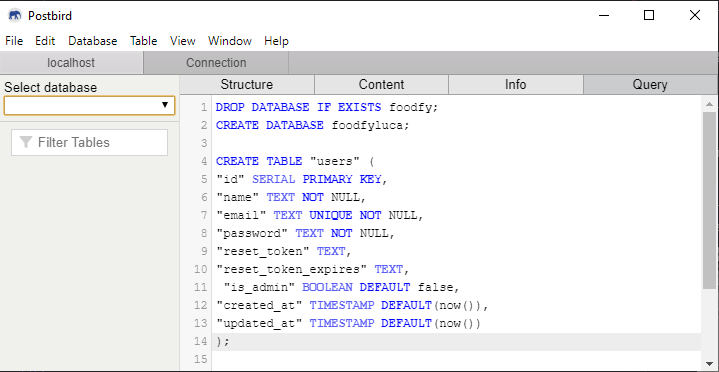 Postbird
File Edit Database Table View Window Help
localhost Connection
Select database
Filter Tables
Structure Content Info Query
1 DROP DATABASE IF EXISTS foodfy;
2 CREATE DATABASE foodfyluca;
3
4 CREATE TABLE "users" (
5 "id" SERIAL PRIMARY KEY,
6 "name" TEXT NOT NULL,
7 "email" TEXT UNIQUE NOT NULL,
8 "password" TEXT NOT NULL,
9 "reset_token" TEXT,
10 "reset_token_expires" TEXT,
11  "is_admin" BOOLEAN DEFAULT false,
12 "created_at" TIMESTAMP DEFAULT(now()),
13 "updated_at" TIMESTAMP DEFAULT(now())
14 );
15